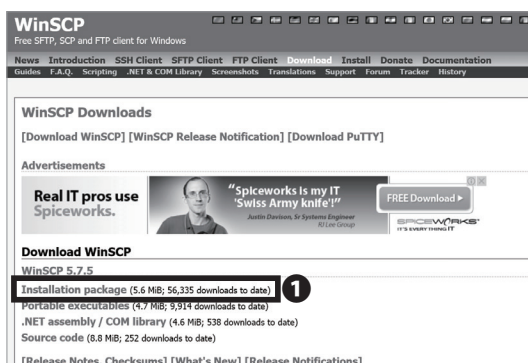 WinSCP
Free SFTP, SCP and FTP client for Windows
News Introduction SSH Client SFTP Client FTP Client Download Install Donate Documentation
Guides F.A.Q. Scripting .NET & COM Library Screenshots Translations Support Forum Tracker History
WinSCP Downloads
[Download WinSCP] [WinSCP Release Notification] [Download PuTTY]
Advertisements
Real IT pros use
Spiceworks.
"Spiceworks is my IT
'Swiss Army knife'!"
Justin Davison, Sr Systems Engineer
RJ Lee Group
FREE Download
SPICEWORKS
IT'S EVERYTHING IT
Download WinSCP
WinSCP 5.7.5
Installation package (5.6 MiB; 56,335 downloads to date)
1
Portable executables (4.7 MiB; 9,914 downloads to date)
.NET assembly / COM library (4.6 MiB; 538 downloads to date)
Source code (8.8 MiB; 252 downloads to date)
[Release Notes, Checksums] [What's New] [Release Notifications]